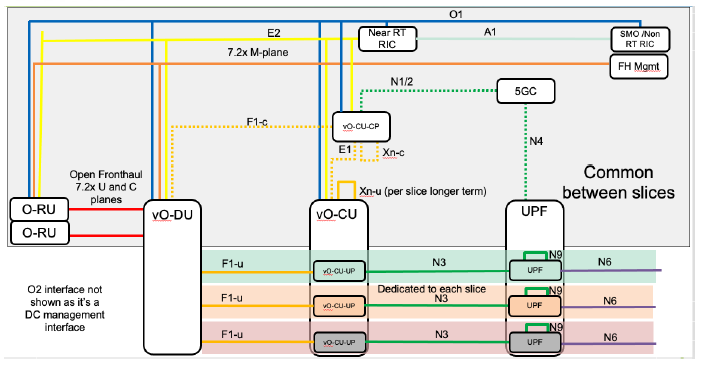 O1
E2
Near RT
RIC
A1
SMO /Non
RT RIC
7.2x M-plane
FH Mgmt
N1/2
5GC
F1-c
vO-CU-CP
E1
Xn-c
N4
Common
between slices
Open Fronthaul
7.2x U and C
planes
Xn-u (per slice longer term)
O-RU
O-RU
vO-DU
vO-CU
UPF
F1-u
vO-CU-UP
N3
UPF
N9
N6
O2 interface not
shown as it's a
DC management
interface
Dedicated to each slice
F1-u
vO-CU-UP
N3
UPF
N9
N6
F1-u
vO-CU-UP
N3
UPF
N9
N6